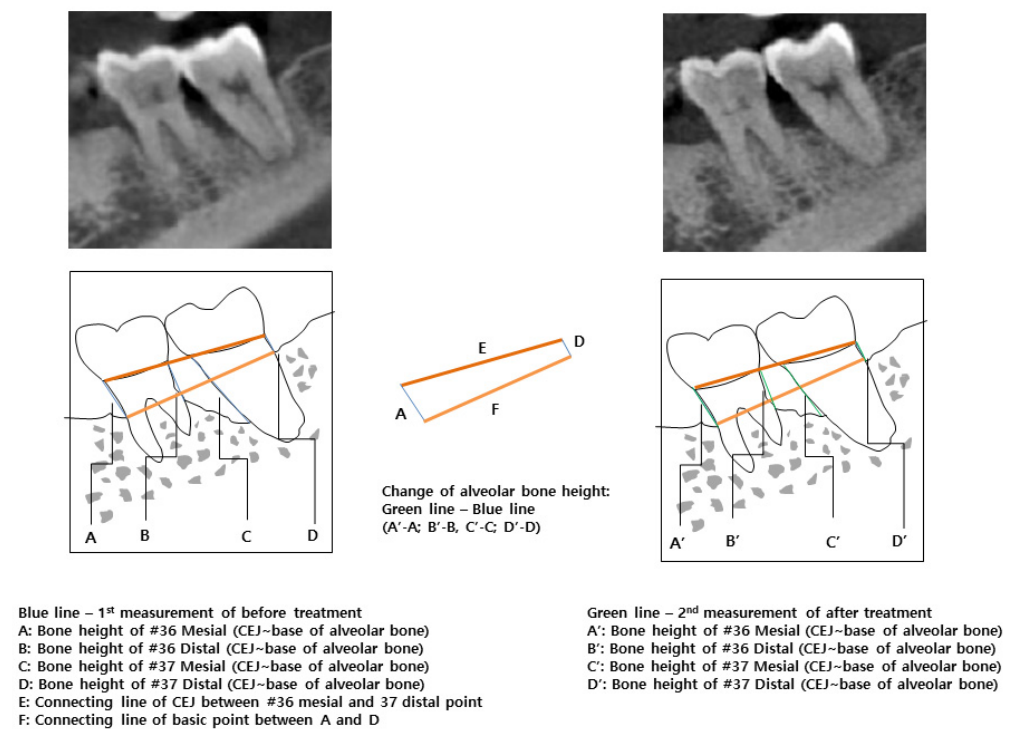 E
D
A
F
Change of alveolar bone height:
Green line – Blue line
(A′-A; B′-B, C′-C; D′-D)
A
B
C
D
A′
B′
C′
D′
Blue line – 1st measurement of before treatment
A: Bone height of #36 Mesial (CEJ~base of alveolar bone)
B: Bone height of #36 Distal (CEJ~base of alveolar bone)
C: Bone height of #37 Mesial (CEJ~base of alveolar bone)
D: Bone height of #37 Distal (CEJ~base of alveolar bone)
E: Connecting line of CEJ between #36 mesial and 37 distal point
F: Connecting line of basic point between A and D
Green line – 2nd measurement of after treatment
A′: Bone height of #36 Mesial (CEJ~base of alveolar bone)
B′: Bone height of #36 Distal (CEJ~base of alveolar bone)
C′: Bone height of #37 Mesial (CEJ~base of alveolar bone)
D′: Bone height of #37 Distal (CEJ~base of alveolar bone)